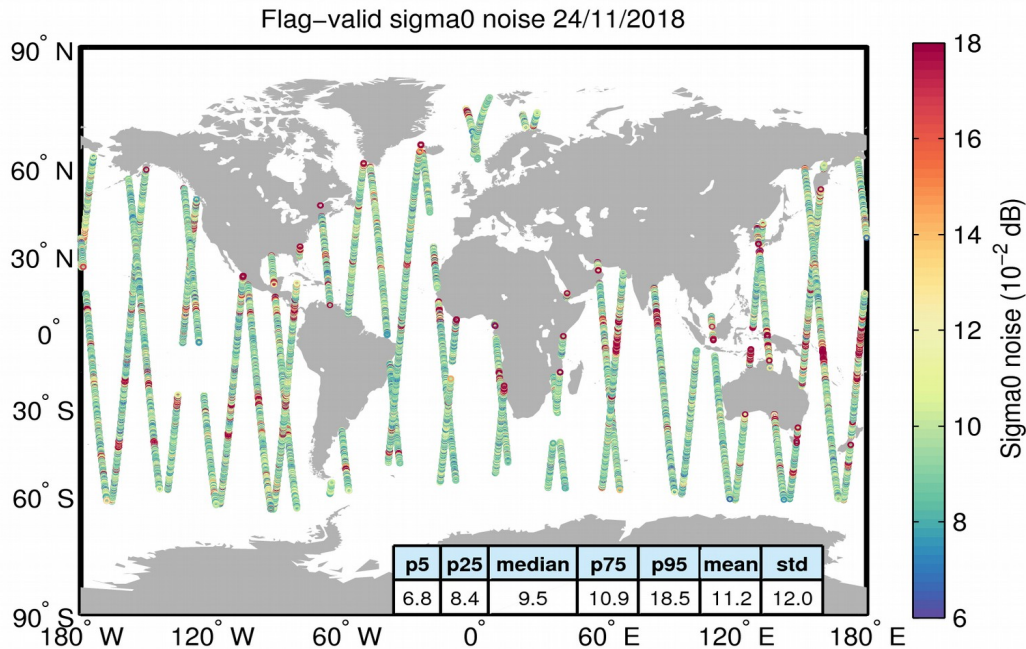 Flag−valid sigma0 noise 24/11/2018
90° N
60° N
30° N
0°
30° S
60° S
90° S
180° W
120° W
60° W
0°
60° E
120° E
180° E
p5 p25 median p75 p95 mean std
6.8 8.4 9.5 10.9 18.5 11.2 12.0
18
16
14
12
10
8
6
Sigma0 noise (10⁻² dB)